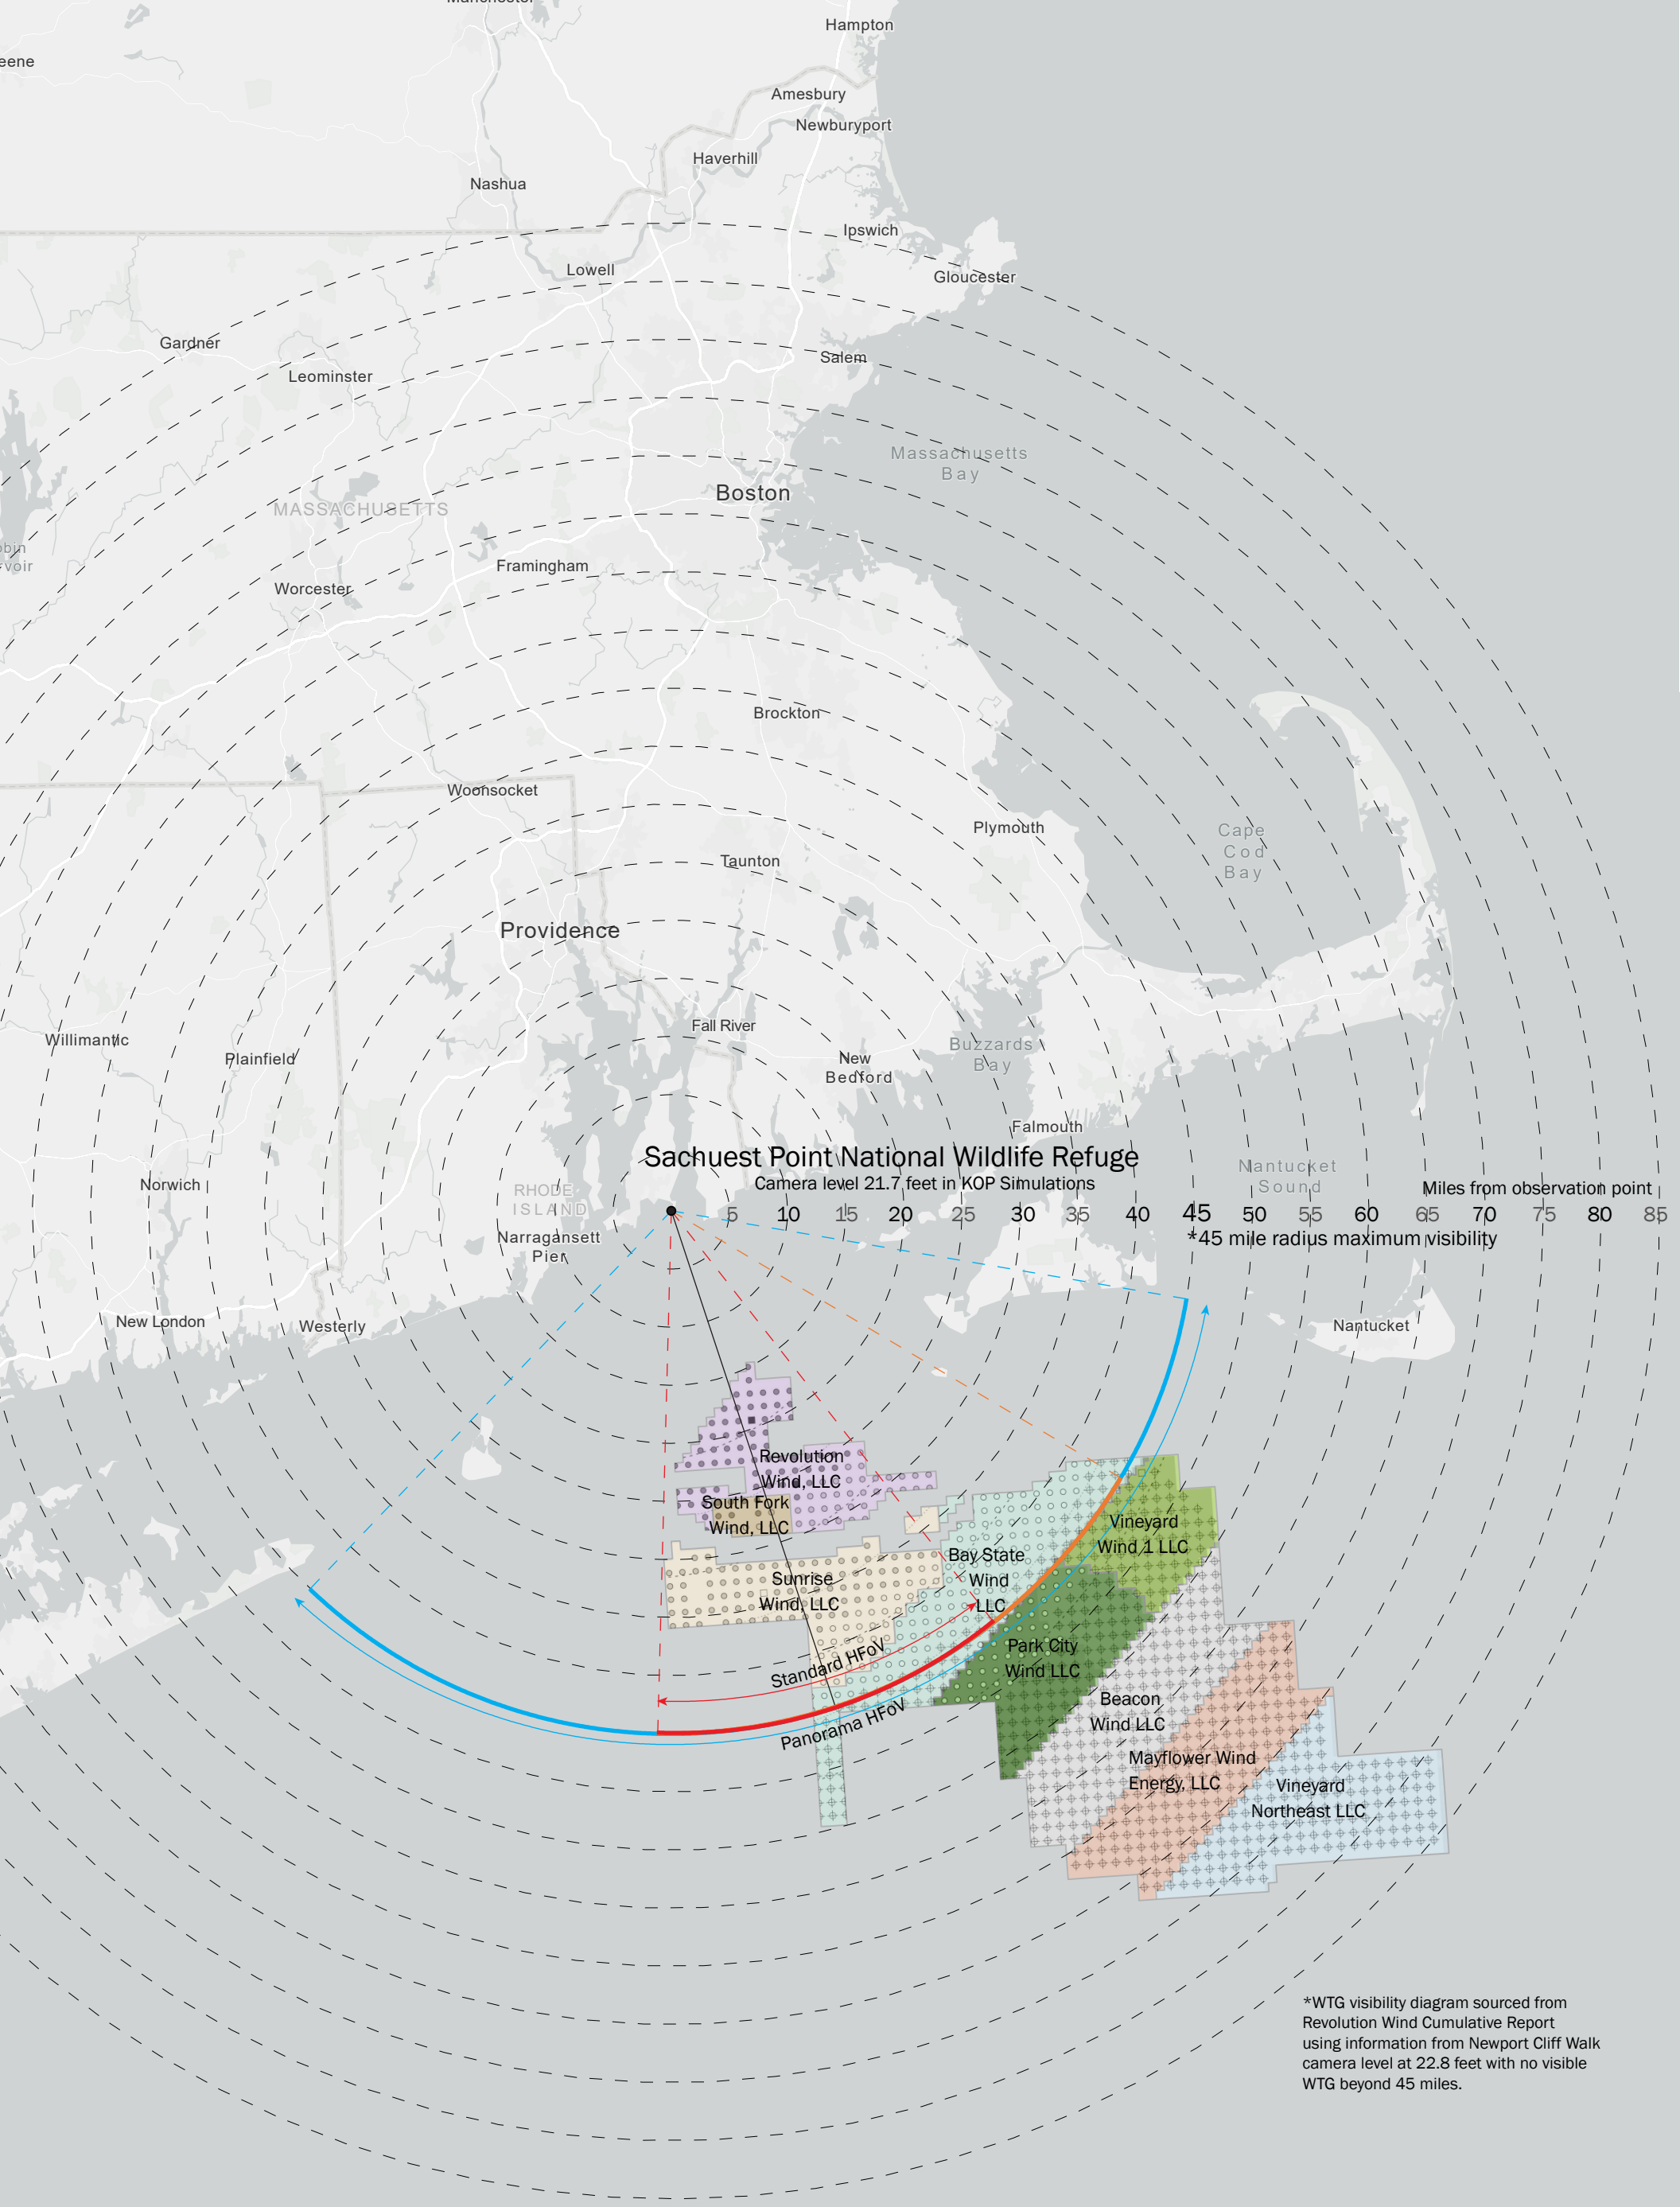 Hampton
Amesbury
Newburyport
Haverhill
Nashua
Ipswich
Lowell
Gloucester
Gardner
Salem
Leominster
Massachusetts
Bay
Boston
MASSACHUSETTS
Framingham
Worcester
Brockton
Woonsocket
Plymouth
Cape
Cod
Bay
Taunton
Providence
Fall River
Willimantic
Plainfield
Buzzards
Bay
New
Bedford
Falmouth
Sachuest Point National Wildlife Refuge
Camera level 21.7 feet in KOP Simulations
Nantucket
Sound
Norwich
RHODE
ISLAND
Miles from observation point
5 10 15 20 25 30 35 40 45 50 55 60 65 70 75 80 85
*45 mile radius maximum visibility
Narragansett
Pier
New London
Westerly
Nantucket
Revolution
Wind, LLC
South Fork
Wind, LLC
Vineyard
Wind 1 LLC
Bay State
Wind
LLC
Sunrise
Wind, LLC
Park City
Wind LLC
Standard HFoV
Panorama HFoV
Beacon
Wind LLC
Mayflower Wind
Energy, LLC
Vineyard
Northeast LLC
*WTG visibility diagram sourced from
Revolution Wind Cumulative Report
using information from Newport Cliff Walk
camera level at 22.8 feet with no visible
WTG beyond 45 miles.